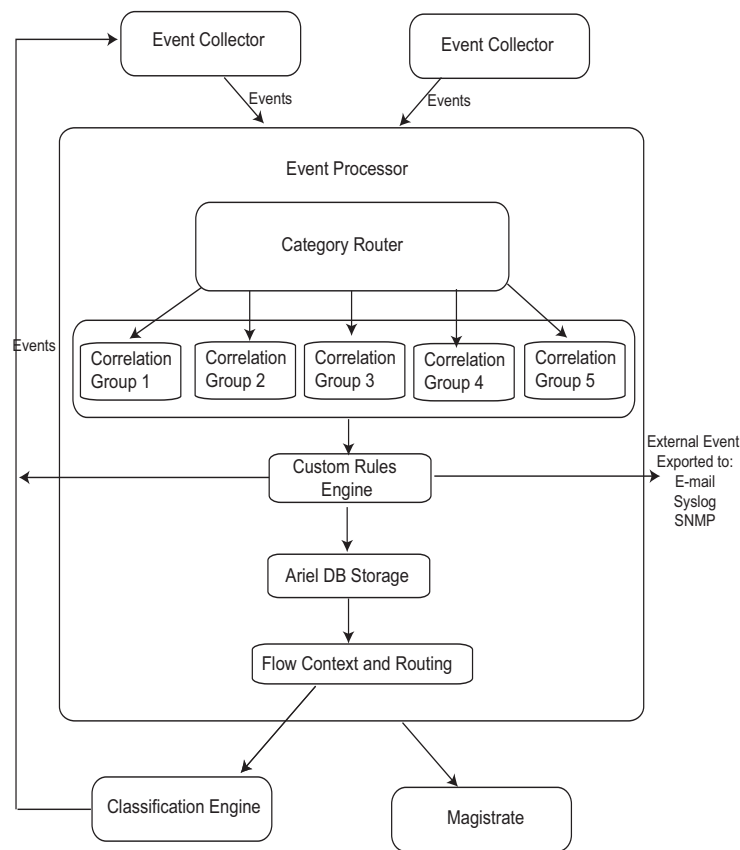 Event Collector
Event Collector
Events
Events
Event Processor
Category Router
Events
Correlation
Group 1
Correlation
Group 2
Correlation
Group 3
Correlation
Group 4
Correlation
Group 5
External Event
Exported to:
E-mail
Syslog
SNMP
Custom Rules
Engine
Ariel DB Storage
Flow Context and Routing
Classification Engine
Magistrate